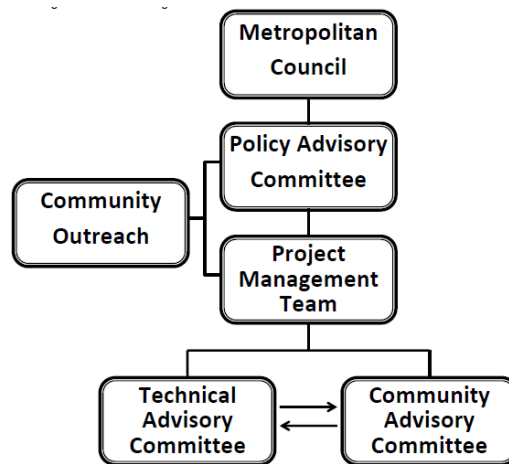 Metropolitan
Council
Policy Advisory
Committee
Community
Outreach
Project
Management
Team
Technical
Advisory
Committee
Community
Advisory
Committee